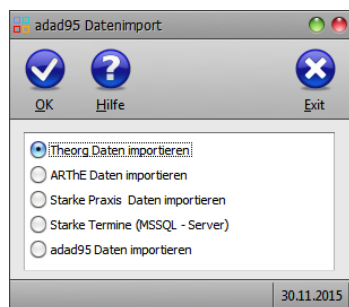 adad95 Datenimport
OK Hilfe Exit
Theorg Daten importieren
ARThE Daten importieren
Starke Praxis Daten importieren
Starke Termine (MSSQL - Server)
adad95 Daten importieren
30.11.2015